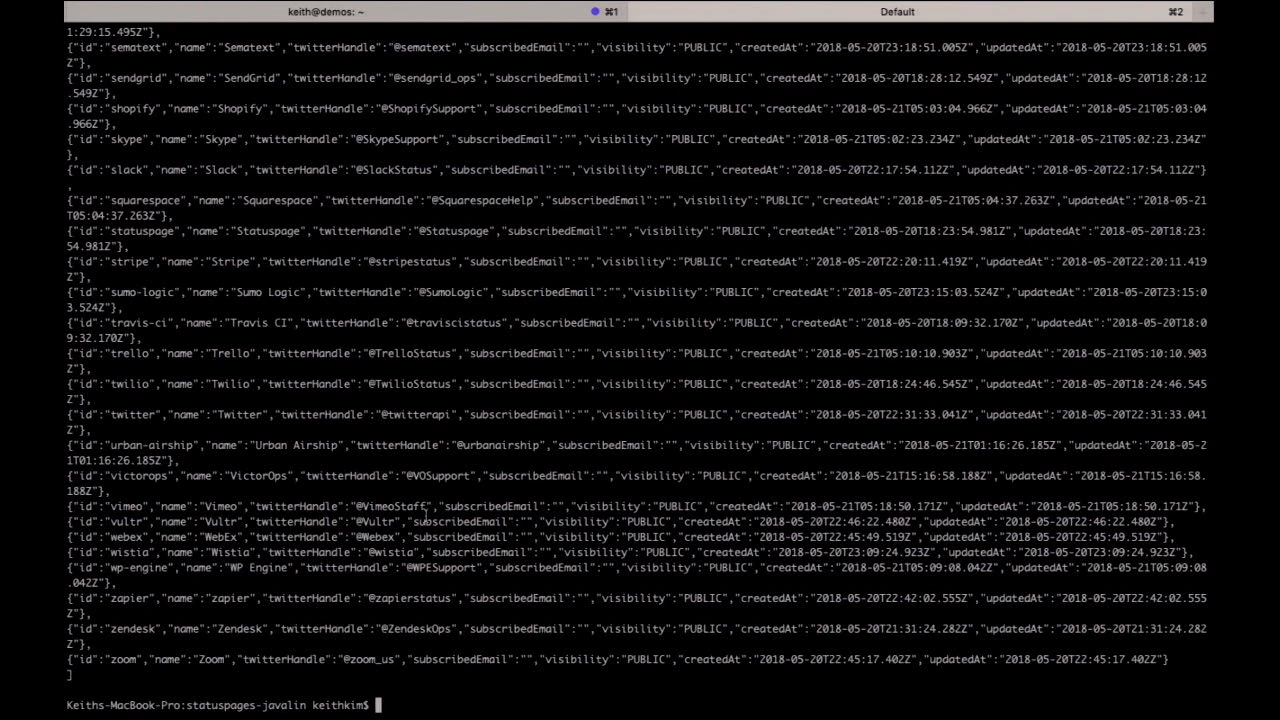 keith@demos: ~
⌘1
Default
⌘2
+
1:29:15.495Z"},
{"id":"sematext","name":"Sematext","twitterHandle":"@sematext","subscribedEmail":"","visibility":"PUBLIC","createdAt":"2018-05-20T23:18:51.005Z","updatedAt":"2018-05-20T23:18:51.005
Z"},
{"id":"sendgrid","name":"SendGrid","twitterHandle":"@sendgrid_ops","subscribedEmail":"","visibility":"PUBLIC","createdAt":"2018-05-20T18:28:12.549Z","updatedAt":"2018-05-20T18:28:12
.549Z"},
{"id":"shopify","name":"Shopify","twitterHandle":"@ShopifySupport","subscribedEmail":"","visibility":"PUBLIC","createdAt":"2018-05-21T05:03:04.966Z","updatedAt":"2018-05-21T05:03:04
.966Z"},
{"id":"skype","name":"Skype","twitterHandle":"@SkypeSupport","subscribedEmail":"","visibility":"PUBLIC","createdAt":"2018-05-21T05:02:23.234Z","updatedAt":"2018-05-21T05:02:23.234Z"
},
{"id":"slack","name":"Slack","twitterHandle":"@SlackStatus","subscribedEmail":"","visibility":"PUBLIC","createdAt":"2018-05-20T22:17:54.112Z","updatedAt":"2018-05-20T22:17:54.112Z"}
,
{"id":"squarespace","name":"Squarespace","twitterHandle":"@SquarespaceHelp","subscribedEmail":"","visibility":"PUBLIC","createdAt":"2018-05-21T05:04:37.263Z","updatedAt":"2018-05-21
T05:04:37.263Z"},
{"id":"statuspage","name":"Statuspage","twitterHandle":"@Statuspage","subscribedEmail":"","visibility":"PUBLIC","createdAt":"2018-05-20T18:23:54.981Z","updatedAt":"2018-05-20T18:23:
54.981Z"},
{"id":"stripe","name":"Stripe","twitterHandle":"@stripestatus","subscribedEmail":"","visibility":"PUBLIC","createdAt":"2018-05-20T22:20:11.419Z","updatedAt":"2018-05-20T22:20:11.419
Z"},
{"id":"sumo-logic","name":"Sumo Logic","twitterHandle":"@SumoLogic","subscribedEmail":"","visibility":"PUBLIC","createdAt":"2018-05-20T23:15:03.524Z","updatedAt":"2018-05-20T23:15:0
3.524Z"},
{"id":"travis-ci","name":"Travis CI","twitterHandle":"@traviscistatus","subscribedEmail":"","visibility":"PUBLIC","createdAt":"2018-05-20T18:09:32.170Z","updatedAt":"2018-05-20T18:0
9:32.170Z"},
{"id":"trello","name":"Trello","twitterHandle":"@TrelloStatus","subscribedEmail":"","visibility":"PUBLIC","createdAt":"2018-05-21T05:10:10.903Z","updatedAt":"2018-05-21T05:10:10.903
Z"},
{"id":"twilio","name":"Twilio","twitterHandle":"@TwilioStatus","subscribedEmail":"","visibility":"PUBLIC","createdAt":"2018-05-20T18:24:46.545Z","updatedAt":"2018-05-20T18:24:46.545
Z"},
{"id":"twitter","name":"Twitter","twitterHandle":"@twitterapi","subscribedEmail":"","visibility":"PUBLIC","createdAt":"2018-05-20T22:31:33.041Z","updatedAt":"2018-05-20T22:31:33.041
Z"},
{"id":"urban-airship","name":"Urban Airship","twitterHandle":"@urbanairship","subscribedEmail":"","visibility":"PUBLIC","createdAt":"2018-05-21T01:16:26.185Z","updatedAt":"2018-05-2
1T01:16:26.185Z"},
{"id":"victorops","name":"VictorOps","twitterHandle":"@VOSupport","subscribedEmail":"","visibility":"PUBLIC","createdAt":"2018-05-21T15:16:58.188Z","updatedAt":"2018-05-21T15:16:58.
188Z"},
{"id":"vimeo","name":"Vimeo","twitterHandle":"@VimeoStaff","subscribedEmail":"","visibility":"PUBLIC","createdAt":"2018-05-21T05:18:50.171Z","updatedAt":"2018-05-21T05:18:50.171Z"},
{"id":"vultr","name":"Vultr","twitterHandle":"@Vultr","subscribedEmail":"","visibility":"PUBLIC","createdAt":"2018-05-20T22:46:22.480Z","updatedAt":"2018-05-20T22:46:22.480Z"},
{"id":"webex","name":"WebEx","twitterHandle":"@Webex","subscribedEmail":"","visibility":"PUBLIC","createdAt":"2018-05-20T22:45:49.519Z","updatedAt":"2018-05-20T22:45:49.519Z"},
{"id":"wistia","name":"Wistia","twitterHandle":"@wistia","subscribedEmail":"","visibility":"PUBLIC","createdAt":"2018-05-20T23:09:24.923Z","updatedAt":"2018-05-20T23:09:24.923Z"},
{"id":"wp-engine","name":"WP Engine","twitterHandle":"@WPESupport","subscribedEmail":"","visibility":"PUBLIC","createdAt":"2018-05-21T05:09:08.042Z","updatedAt":"2018-05-21T05:09:08
.042Z"},
{"id":"zapier","name":"zapier","twitterHandle":"@zapierstatus","subscribedEmail":"","visibility":"PUBLIC","createdAt":"2018-05-20T22:42:02.555Z","updatedAt":"2018-05-20T22:42:02.555
Z"},
{"id":"zendesk","name":"Zendesk","twitterHandle":"@ZendeskOps","subscribedEmail":"","visibility":"PUBLIC","createdAt":"2018-05-20T21:31:24.282Z","updatedAt":"2018-05-20T21:31:24.282
Z"},
{"id":"zoom","name":"Zoom","twitterHandle":"@zoom_us","subscribedEmail":"","visibility":"PUBLIC","createdAt":"2018-05-20T22:45:17.402Z","updatedAt":"2018-05-20T22:45:17.402Z"}
]
Keiths-MacBook-Pro:statuspages-javalin keithkim$